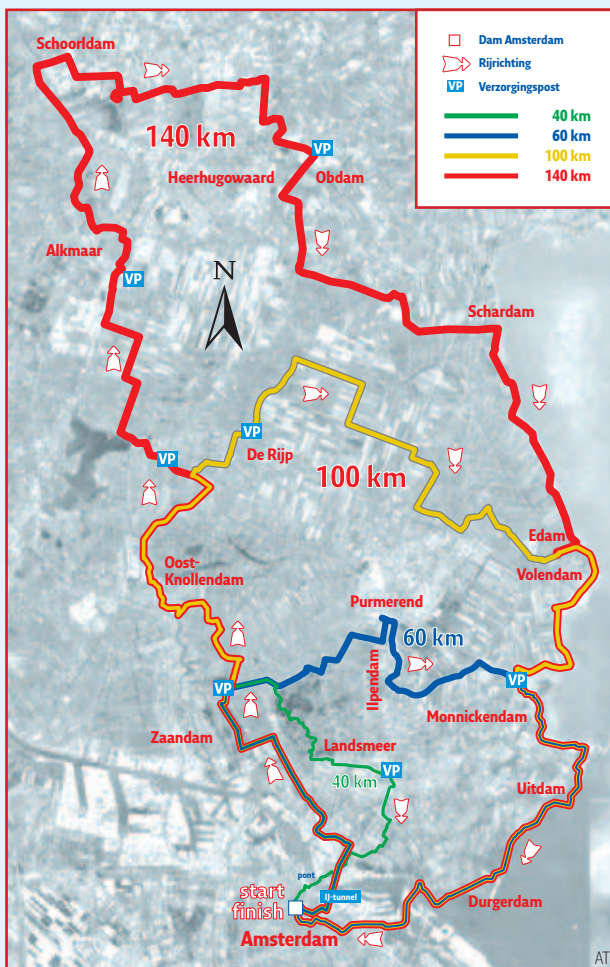 Schoorldam
Dam Amsterdam
Rijrichting
VP Verzorgingspost
40 km
60 km
100 km
140 km
140 km
VP
Heerhugowaard
Obdam
Alkmaar
VP
N
Schardam
VP
De Rijp
VP
100 km
Edam
Oost-
Knollendam
Volendam
Purmerend
60 km
Ilpendam
VP
VP
Monnickendam
Zaandam
Landsmeer
VP
40 km
Uitdam
pont
start
finish
IJ-tunnel
Durgerdam
Amsterdam
AT